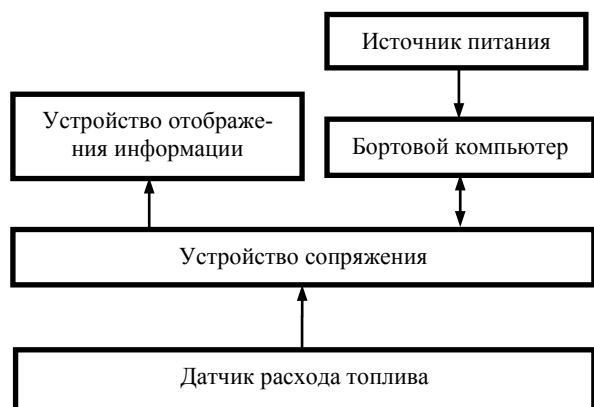 Источник питания
Устройство отображе-
ния информации
Бортовой компьютер
Устройство сопряжения
Датчик расхода топлива